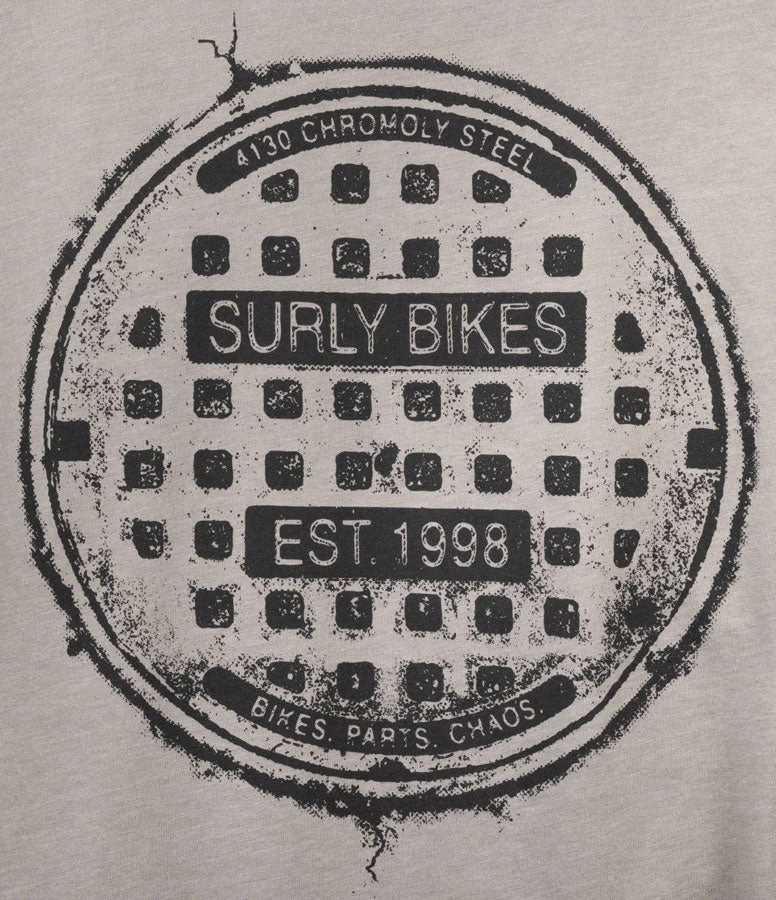 4130 CHROMOLY STEEL
SURLY BIKES
EST. 1998
BIKES. PARTS. CHAOS.